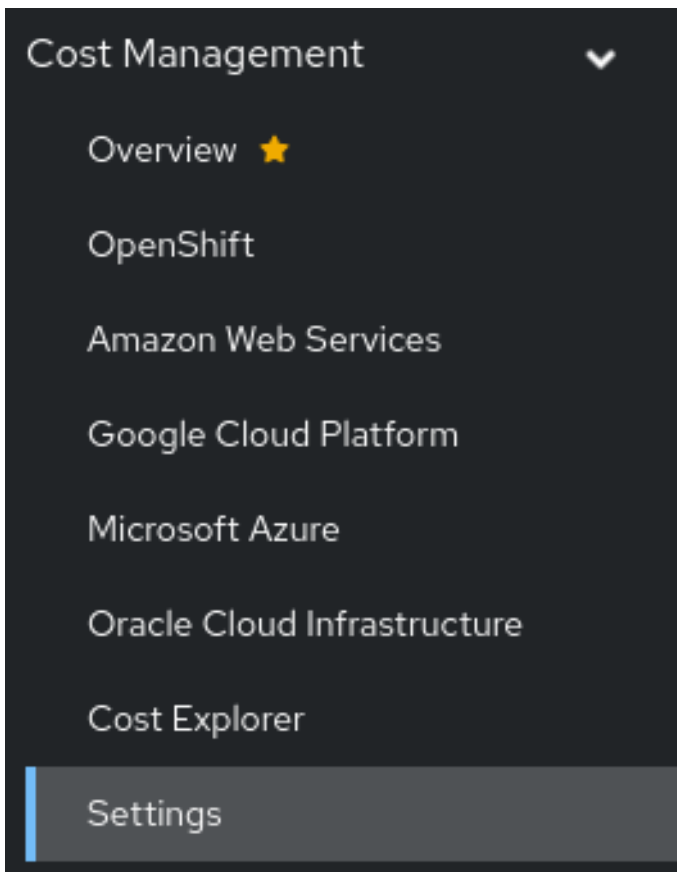 Cost Management
Overview
OpenShift
Amazon Web Services
Google Cloud Platform
Microsoft Azure
Oracle Cloud Infrastructure
Cost Explorer
Settings